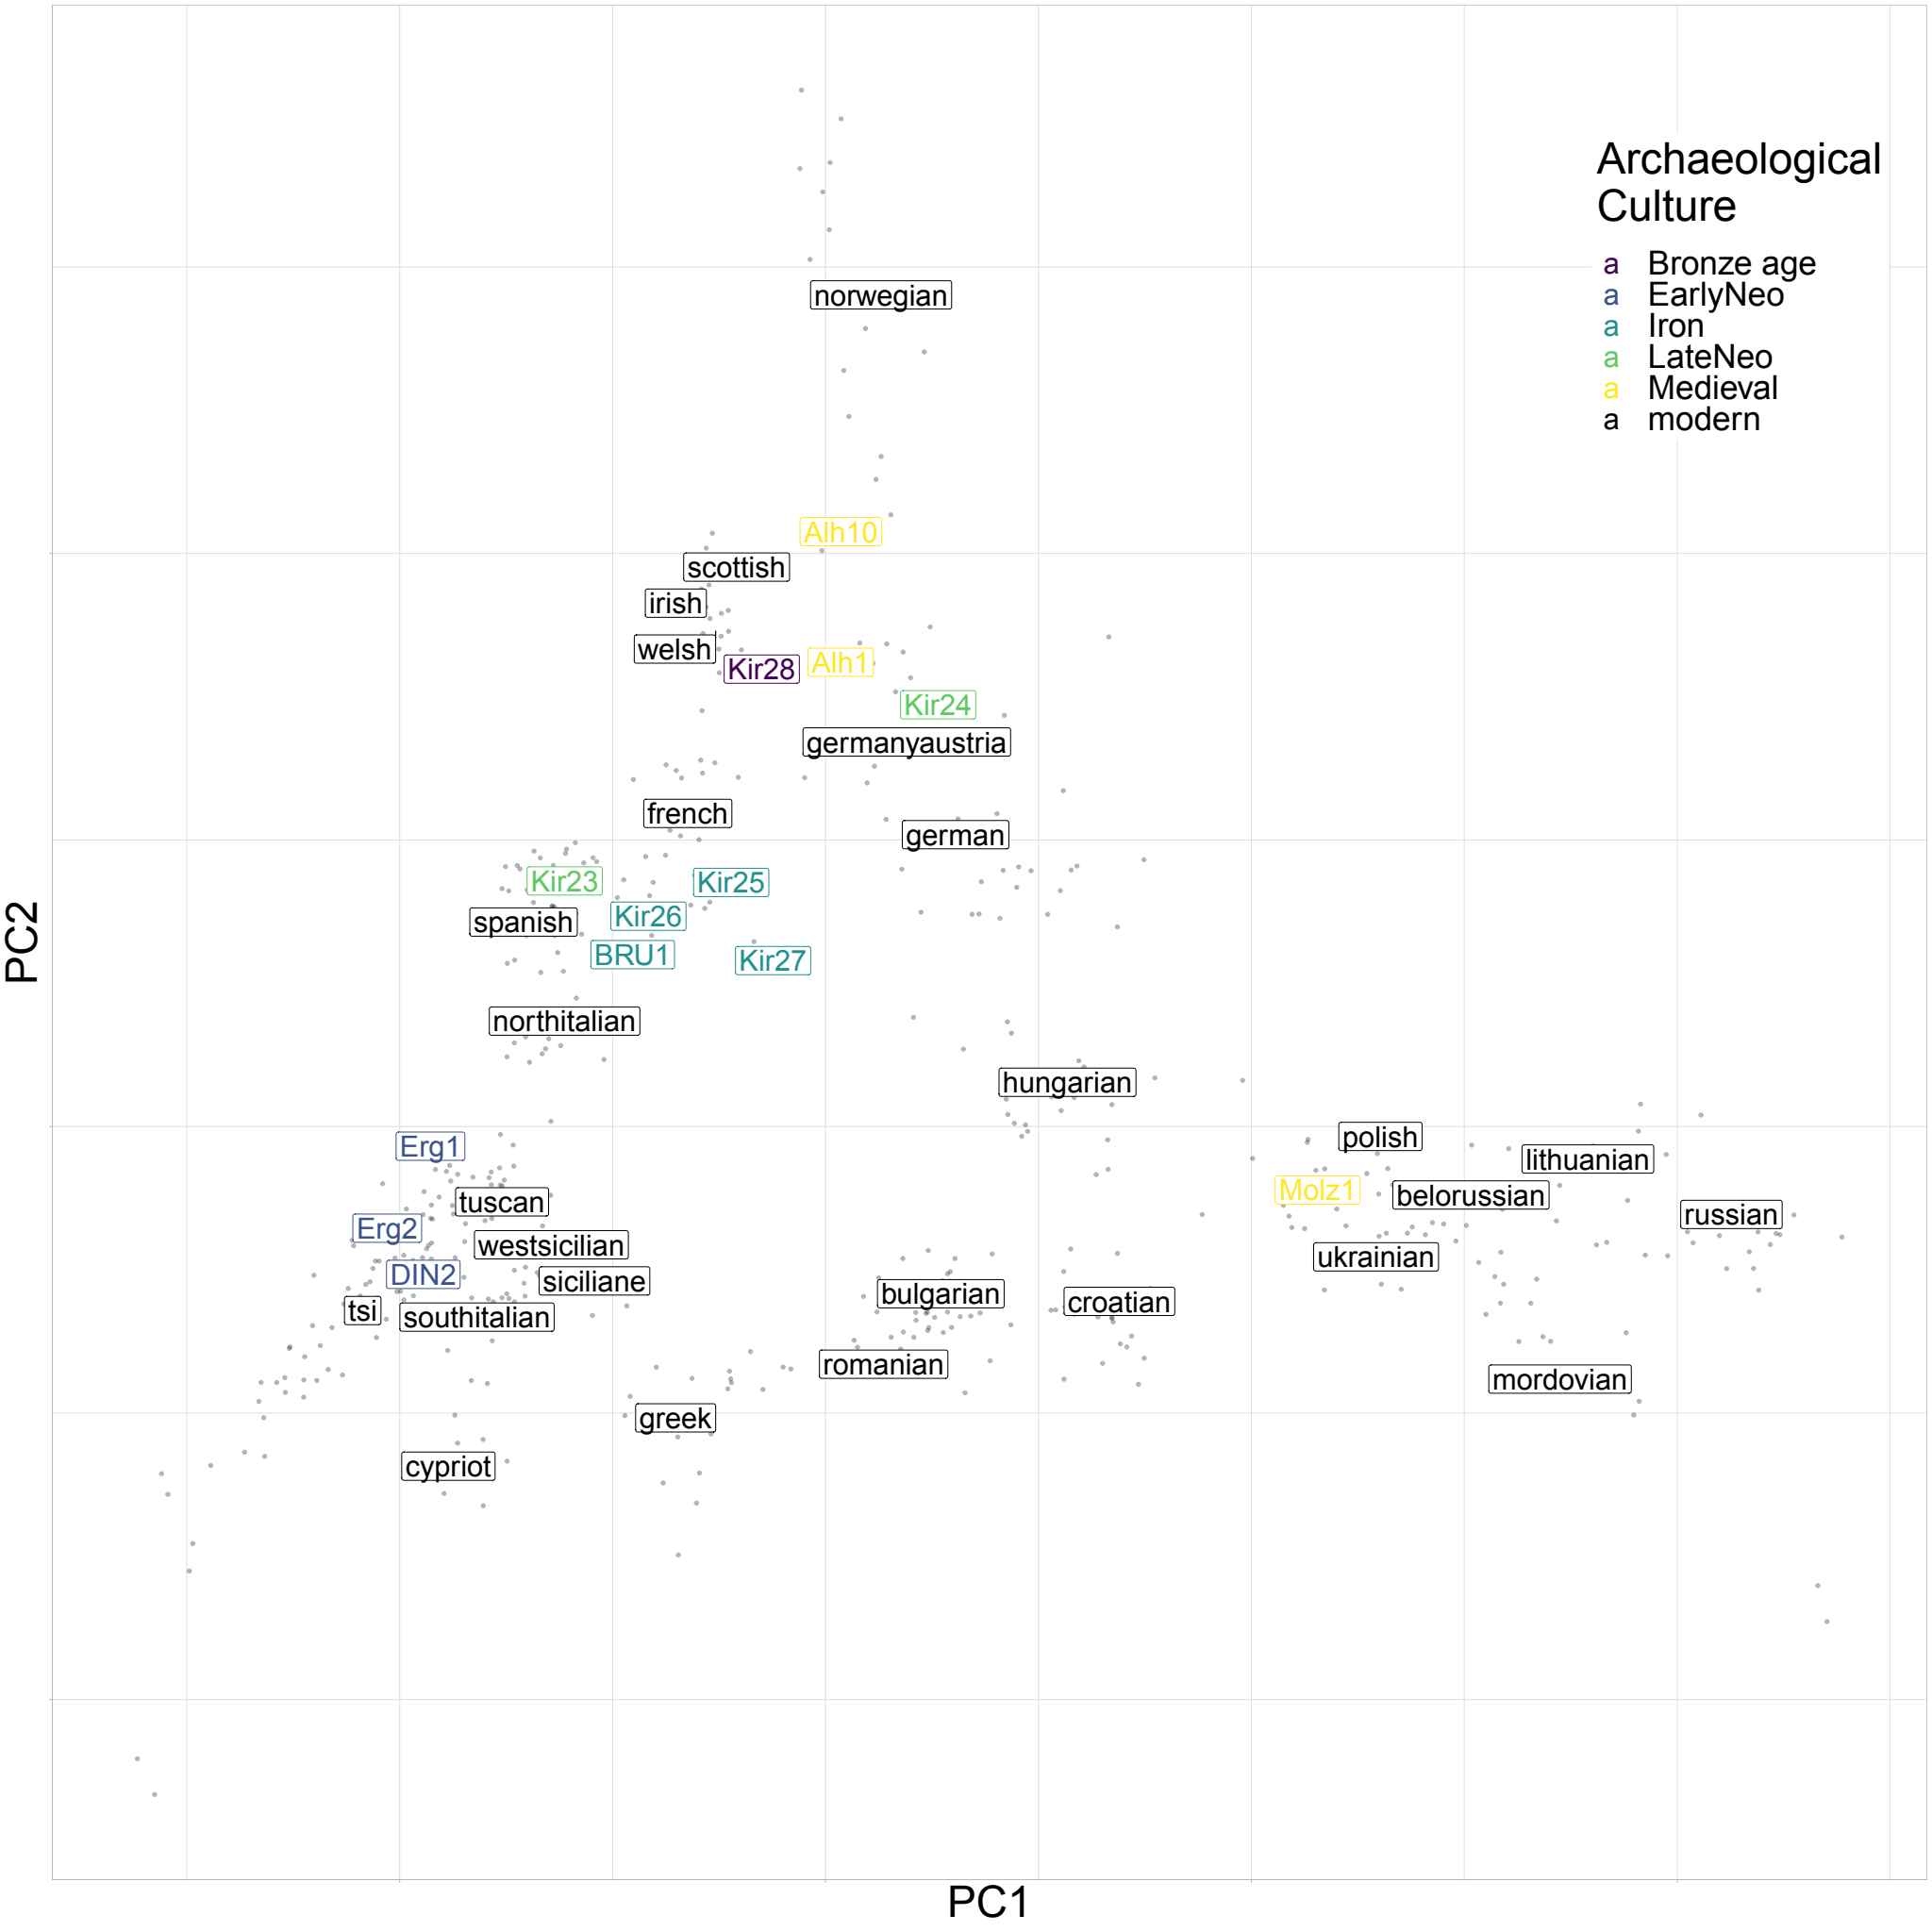 Archaeological
Culture
a Bronze age
a EarlyNeo
a Iron
a LateNeo
a Medieval
a modern
norwegian
Alh10
scottish
irish
welsh
Kir28
Alh1
Kir24
germanyaustria
french
german
Kir23
Kir25
spanish
Kir26
BRU1
Kir27
northitalian
hungarian
Erg1
polish
lithuanian
tuscan
Molz1
belorussian
russian
Erg2
westsicilian
ukrainian
DIN2
siciliane
bulgarian
croatian
tsi
southitalian
romanian
mordovian
greek
cypriot
PC2
PC1